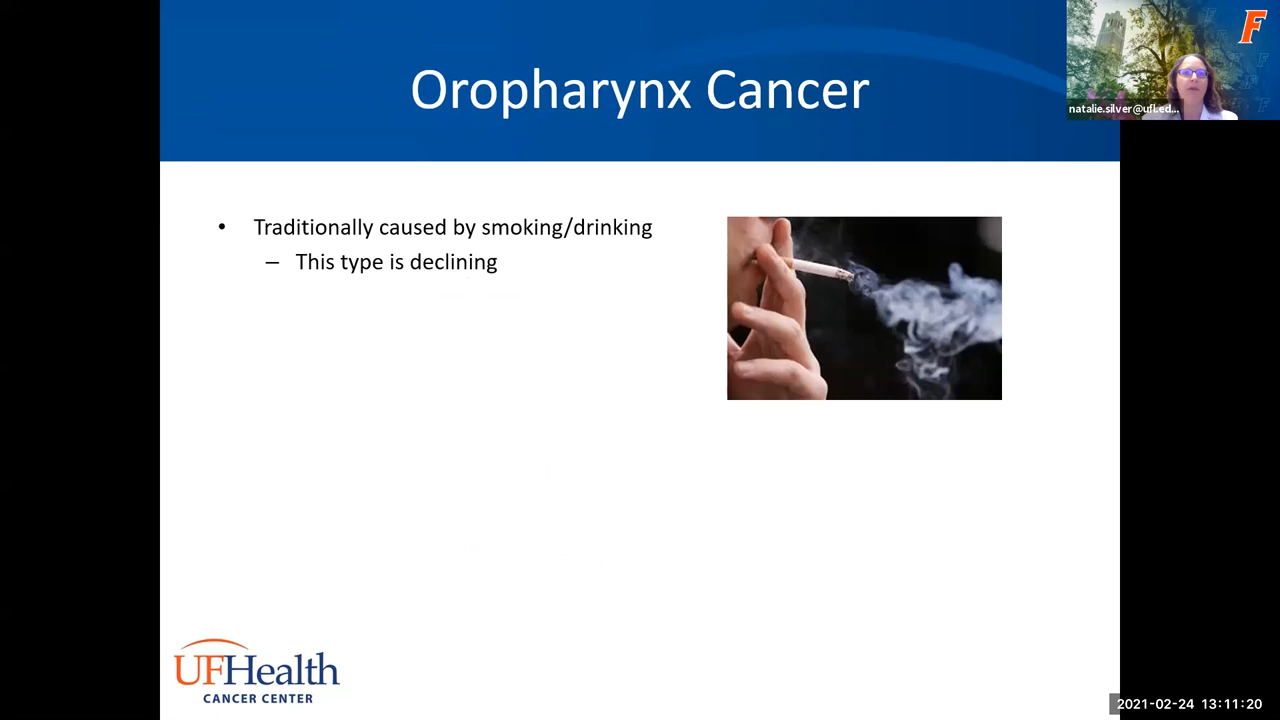 Oropharynx Cancer
F
natalie.silver@ufl.ed...
• Traditionally caused by smoking/drinking
– This type is declining
UFHealth
CANCER CENTER
2021-02-24 13:11:20